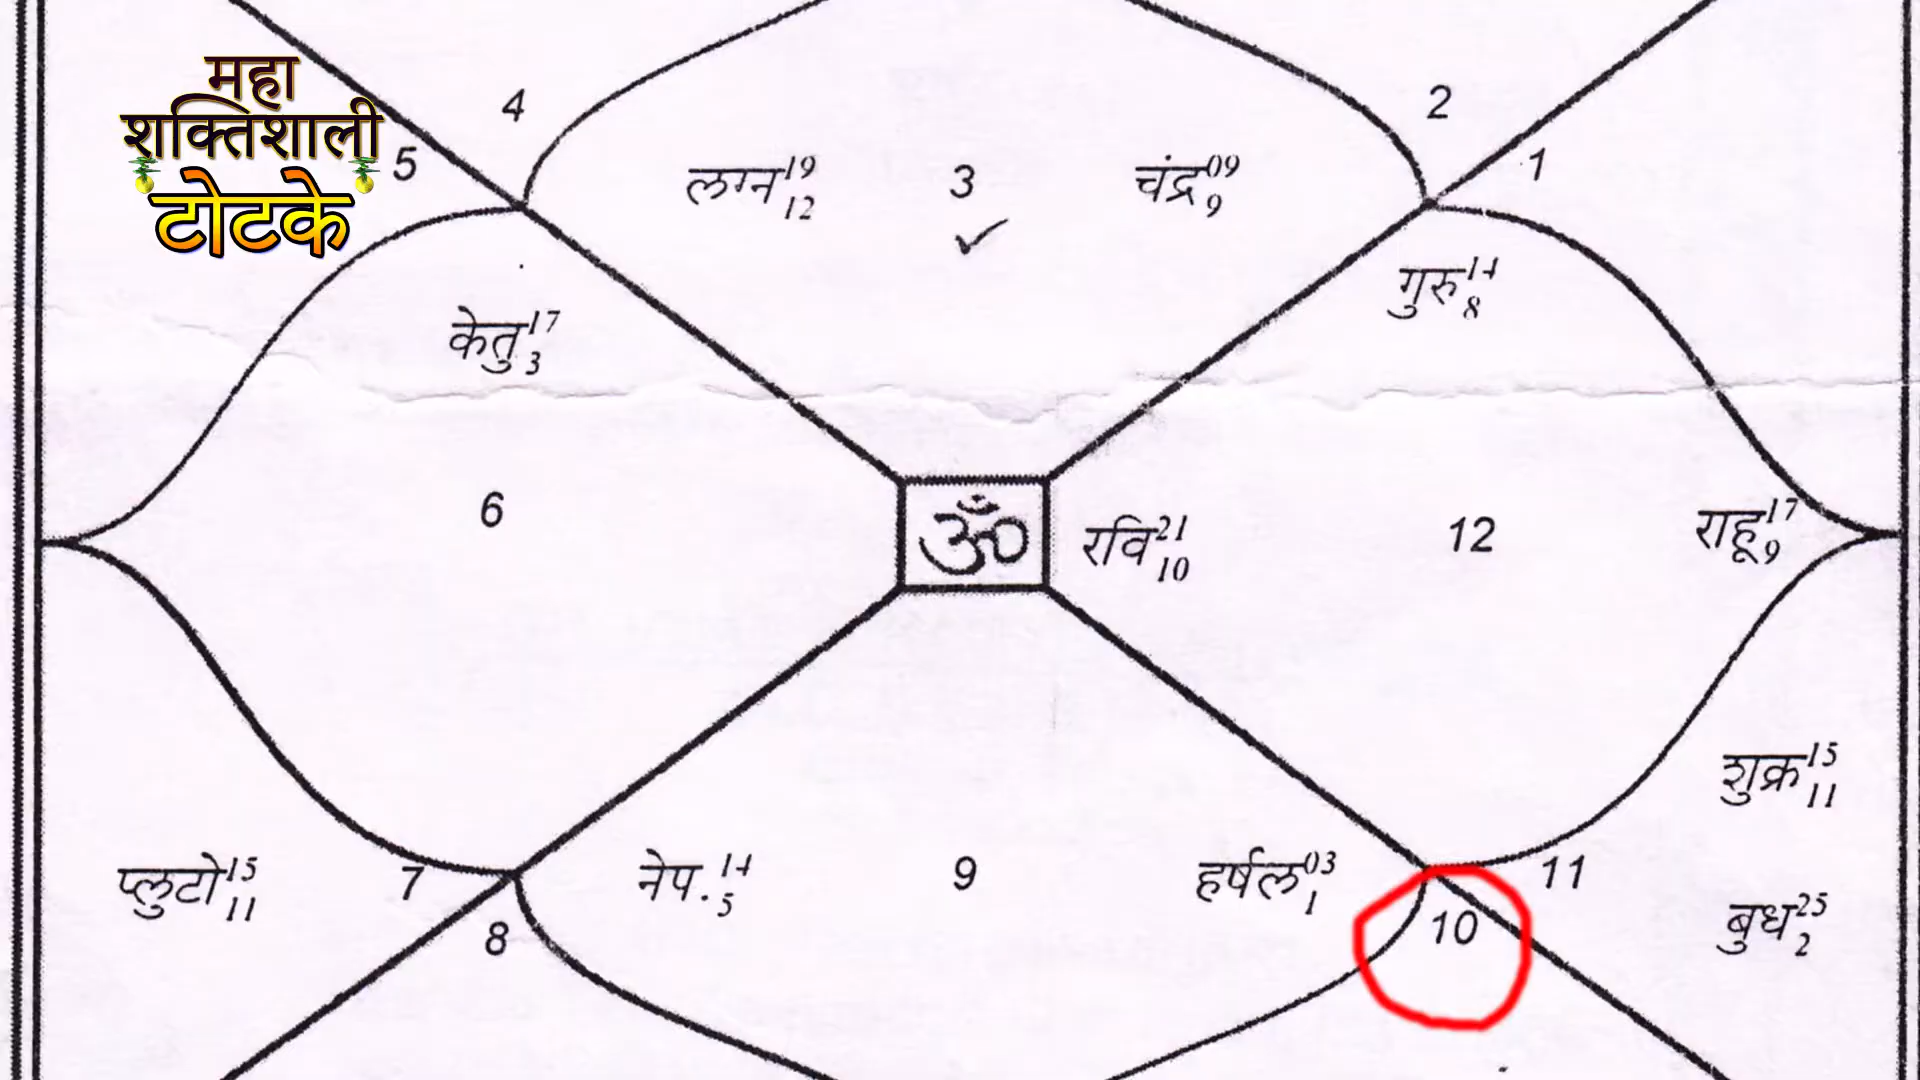 महा
शक्तिशाली
टोटके
4
2
5
1
लग्न 19 12
3
चंद्र 09 9
गुरु 14 8
केतु 17 3
6
ॐ
रवि 21 10
12
राहू 17 9
शुक्र 15 11
प्लुटो 15 11
7
नेप. 14 5
9
हर्षल 03 1
11
8
10
बुध 25 2